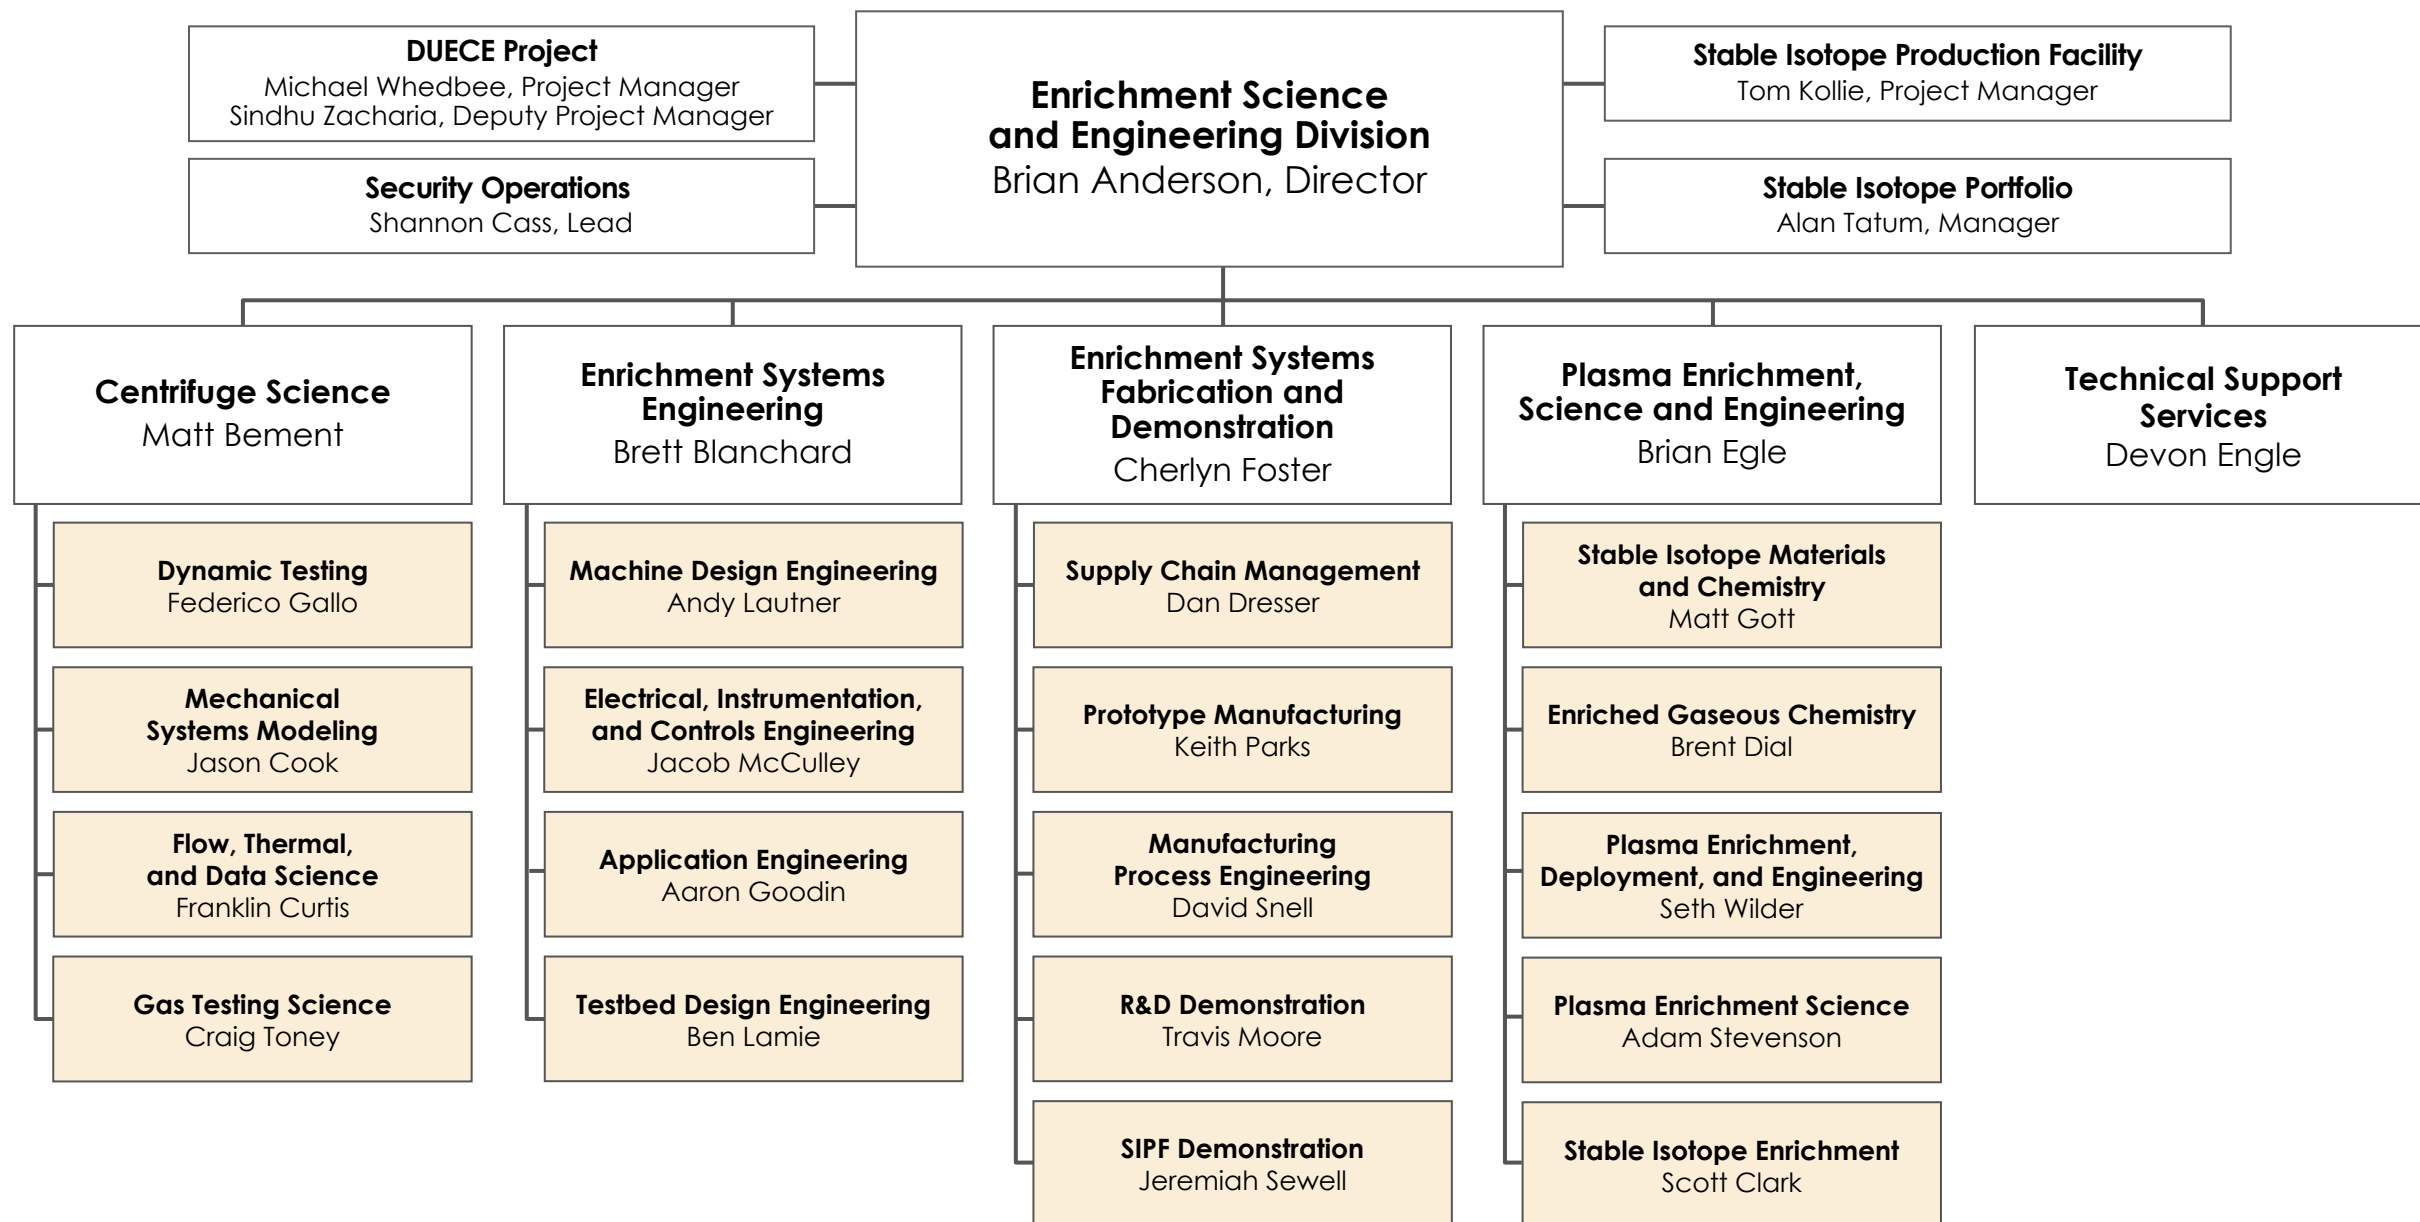 DUECE Project
Michael Whedbee, Project Manager
Sindhu Zacharia, Deputy Project Manager
Security Operations
Shannon Cass, Lead
Enrichment Science
and Engineering Division
Brian Anderson, Director
Stable Isotope Production Facility
Tom Kollie, Project Manager
Stable Isotope Portfolio
Alan Tatum, Manager
Centrifuge Science
Matt Bement
Dynamic Testing
Federico Gallo
Mechanical
Systems Modeling
Jason Cook
Flow, Thermal,
and Data Science
Franklin Curtis
Gas Testing Science
Craig Toney
Enrichment Systems
Engineering
Brett Blanchard
Machine Design Engineering
Andy Lautner
Electrical, Instrumentation,
and Controls Engineering
Jacob McCulley
Application Engineering
Aaron Goodin
Testbed Design Engineering
Ben Lamie
Enrichment Systems
Fabrication and
Demonstration
Cherlyn Foster
Supply Chain Management
Dan Dresser
Prototype Manufacturing
Keith Parks
Manufacturing
Process Engineering
David Snell
R&D Demonstration
Travis Moore
SIPF Demonstration
Jeremiah Sewell
Plasma Enrichment,
Science and Engineering
Brian Egle
Stable Isotope Materials
and Chemistry
Matt Gott
Enriched Gaseous Chemistry
Brent Dial
Plasma Enrichment,
Deployment, and Engineering
Seth Wilder
Plasma Enrichment Science
Adam Stevenson
Stable Isotope Enrichment
Scott Clark
Technical Support
Services
Devon Engle